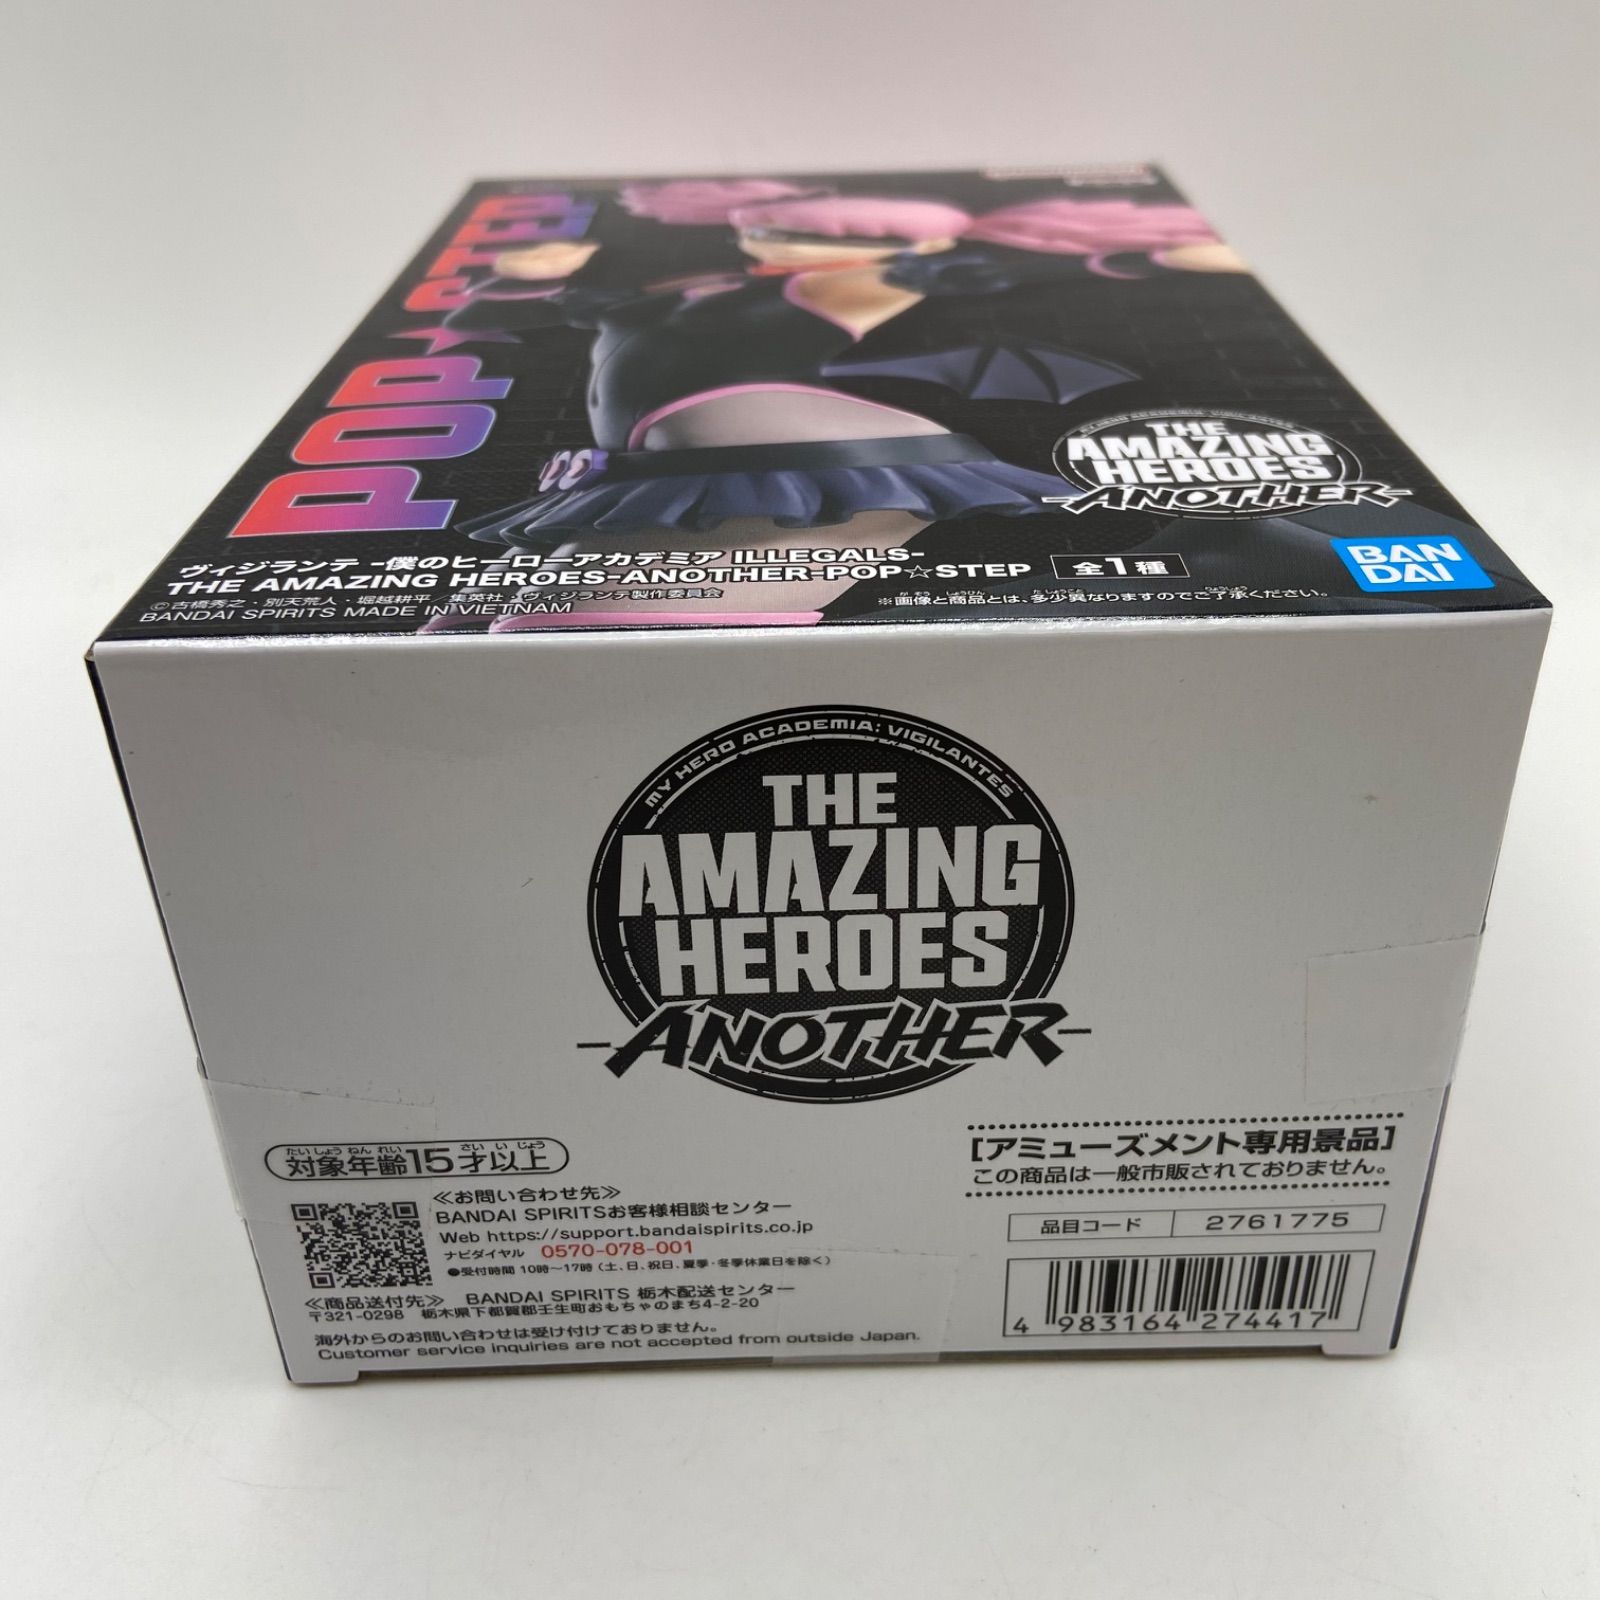 POP☆STEP
MY HERO ACADEMIA: VIGILANTES
THE
AMAZING
HEROES
-ANOTHER-
BAN
DAI
ヴィジランテ -僕のヒーローアカデミア ILLEGALS-
THE AMAZING HEROES-ANOTHER-POP☆STEP
全1種
©古橋秀之・別天荒人・堀越耕平／集英社・ヴィジランテ製作委員会
BANDAI SPIRITS MADE IN VIETNAM
※画像と商品とは、多少異なりますのでご了承ください。
MY HERO ACADEMIA: VIGILANTES
THE
AMAZING
HEROES
-ANOTHER-
対象年齢15才以上
≪お問い合わせ先≫
BANDAI SPIRITSお客様相談センター
Web https://support.bandaispirits.co.jp
ナビダイヤル 0570-078-001
●受付時間 10時～17時（土、日、祝日、夏季・冬季休業日を除く）
≪商品送付先≫ BANDAI SPIRITS 栃木配送センター
〒321-0298 栃木県下都賀郡壬生町おもちゃのまち4-2-20
海外からのお問い合わせは受け付けておりません。
Customer service inquiries are not accepted from outside Japan.
[アミューズメント専用景品]
この商品は一般市販されておりません。
品目コード 2761775
4 983164 274417